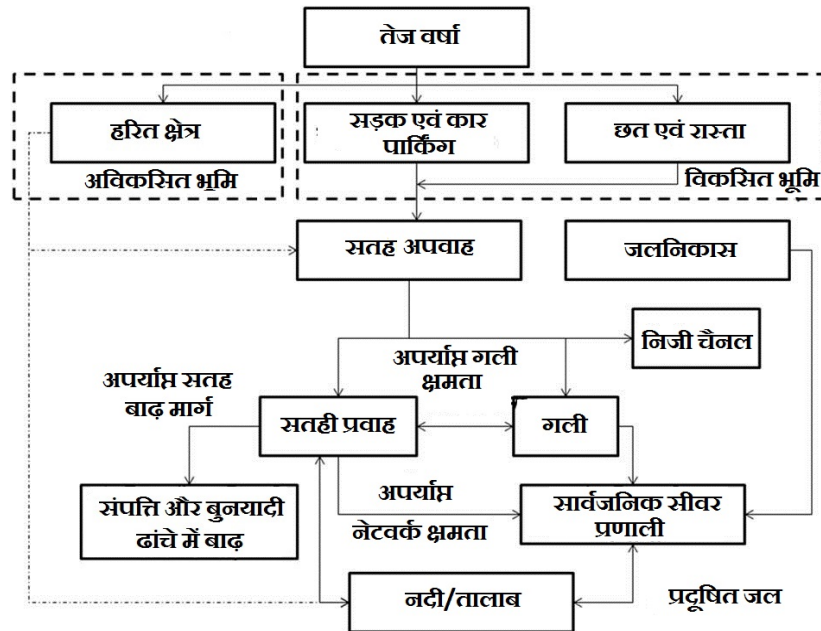 तेज वर्षा
हरित क्षेत्र
सड़क एवं कार
पार्किंग
छत एवं रास्ता
अविकसित भूमि
विकसित भूमि
सतह अपवाह
जलनिकास
निजी चैनल
अपर्याप्त गली
क्षमता
अपर्याप्त सतह
बाढ़ मार्ग
सतही प्रवाह
गली
संपत्ति और बुनयादी
ढांचे में बाढ़
अपर्याप्त
नेटवर्क क्षमता
सार्वजनिक सीवर
प्रणाली
नदी/तालाब
प्रदूषित जल